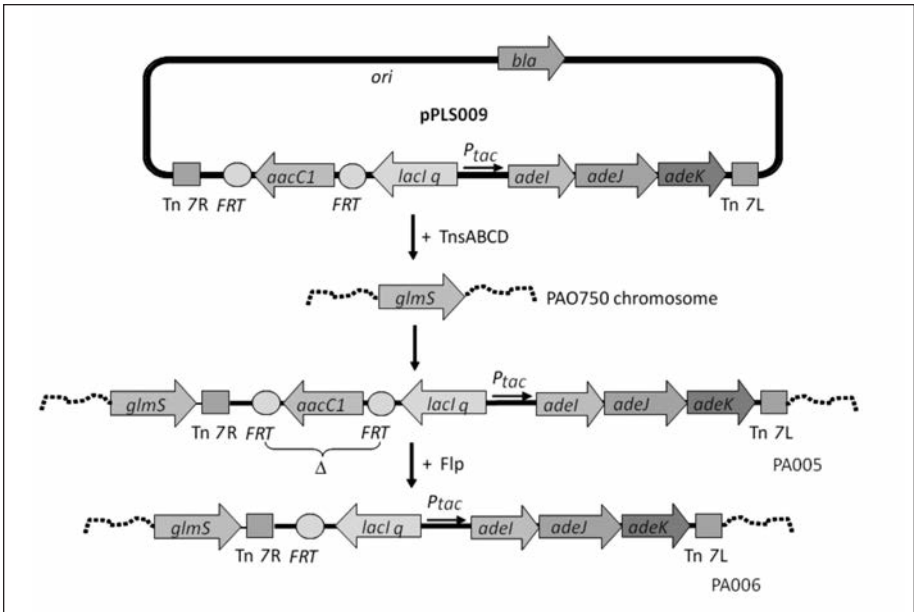 bla
ori
pPLS009
Ptac
aacC1 lacI q adeI adeJ adeK
Tn 7R FRT FRT Tn 7L
+ TnsABCD
glmS PAO750 chromosome
Ptac
glmS aacC1 lacI q adeI adeJ adeK
Tn 7R FRT FRT Tn 7L
Δ + Flp PA005
Ptac
glmS lacI q adeI adeJ adeK
Tn 7R FRT Tn 7L
PA006